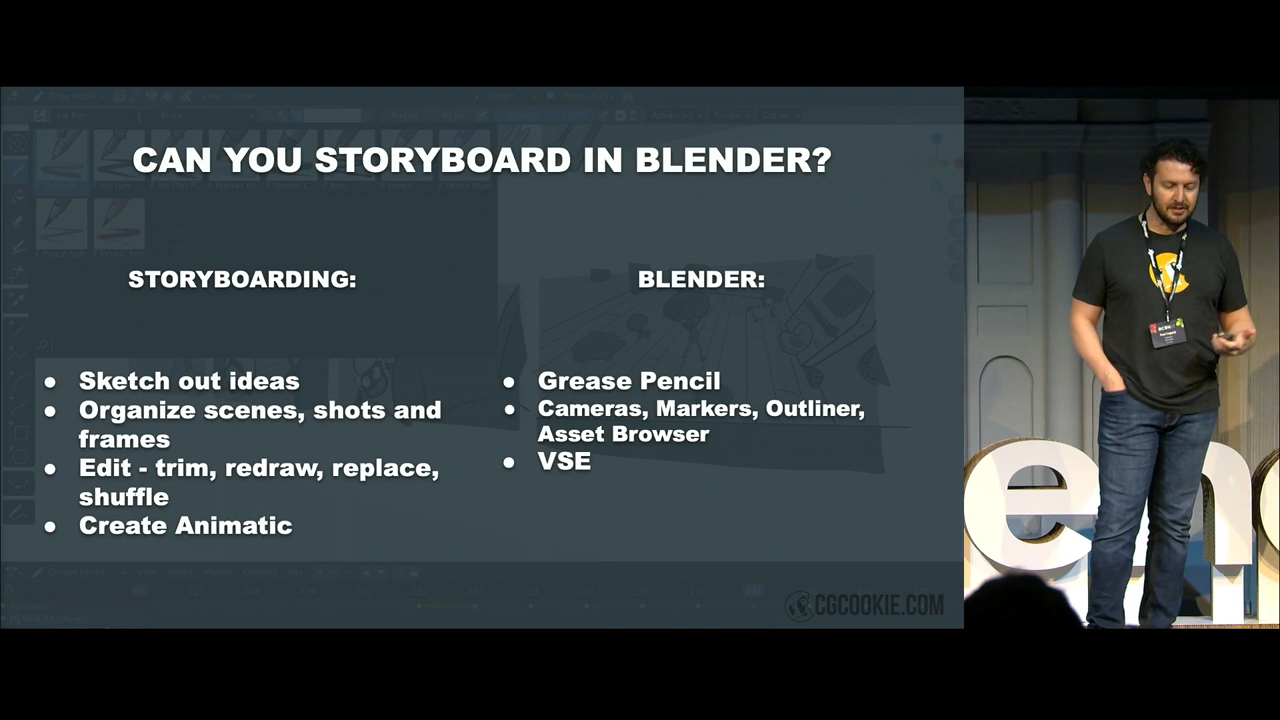 CAN YOU STORYBOARD IN BLENDER?
STORYBOARDING:
● Sketch out ideas
● Organize scenes, shots and
frames
● Edit - trim, redraw, replace,
shuffle
● Create Animatic
BLENDER:
● Grease Pencil
● Cameras, Markers, Outliner,
Asset Browser
● VSE
CGCOOKIE.COM